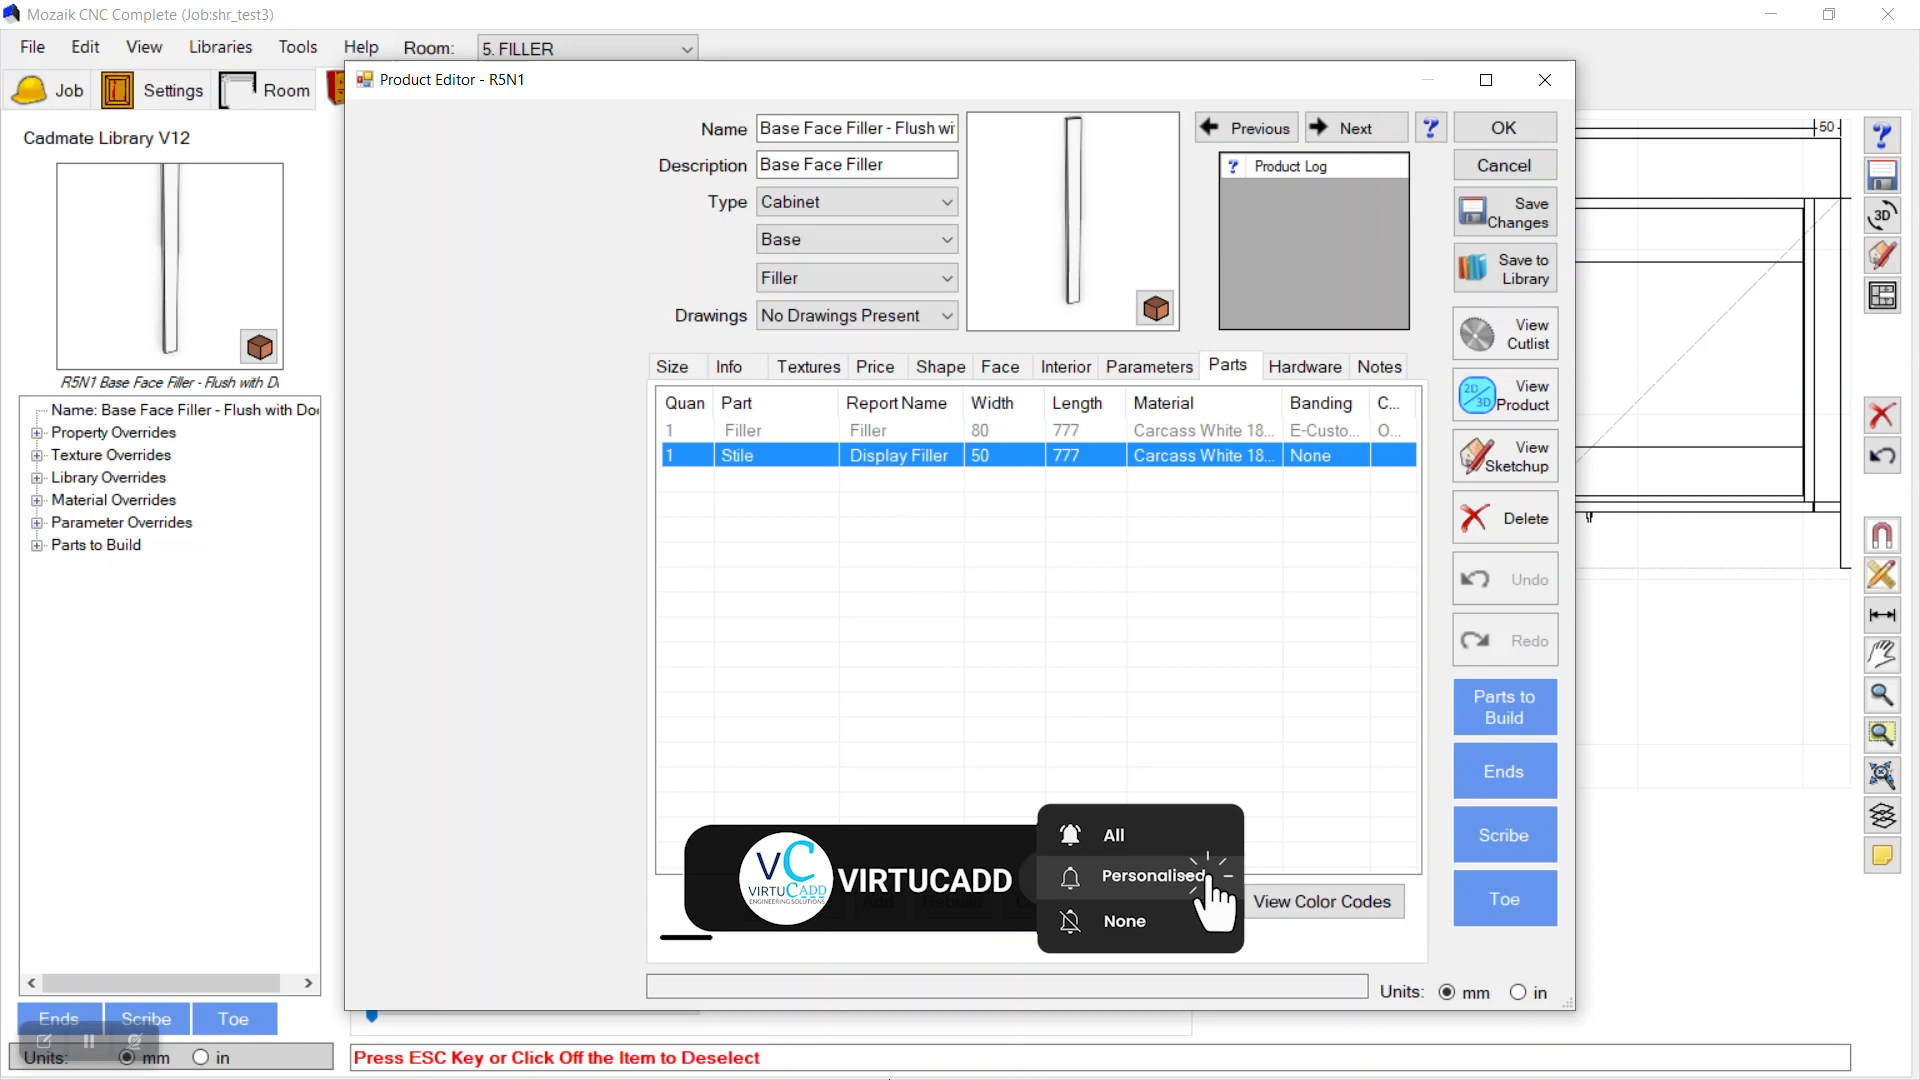 Mozaik CNC Complete (Job:shr_test3)
File Edit View Libraries Tools Help Room: 5. FILLER
Job Settings Room
Product Editor - R5N1
Cadmate Library V12
R5N1 Base Face Filler - Flush with D
Name: Base Face Filler - Flush with Do
Property Overrides
Texture Overrides
Library Overrides
Material Overrides
Parameter Overrides
Parts to Build
Ends Scribe Toe
Units: mm in
Name Base Face Filler - Flush wi
Description Base Face Filler
Type Cabinet
Base
Filler
Drawings No Drawings Present
Previous Next ? OK
? Product Log
Cancel
Save Changes
Save to Library
View Cutlist
2D/3D View Product
View Sketchup
Delete
Undo
Redo
Parts to Build
Ends
Scribe
Toe
Size Info Textures Price Shape Face Interior Parameters Parts Hardware Notes
Quan Part Report Name Width Length Material Banding C...
1 Filler Filler 80 777 Carcass White 18... E-Custo... O...
1 Stile Display Filler 50 777 Carcass White 18... None
VC
VIRTUCADD
ENGINEERING SOLUTIONS
VIRTUCADD
All
Personalised
None
View Color Codes
Units: mm in
Press ESC Key or Click Off the Item to Deselect
50
?
3D